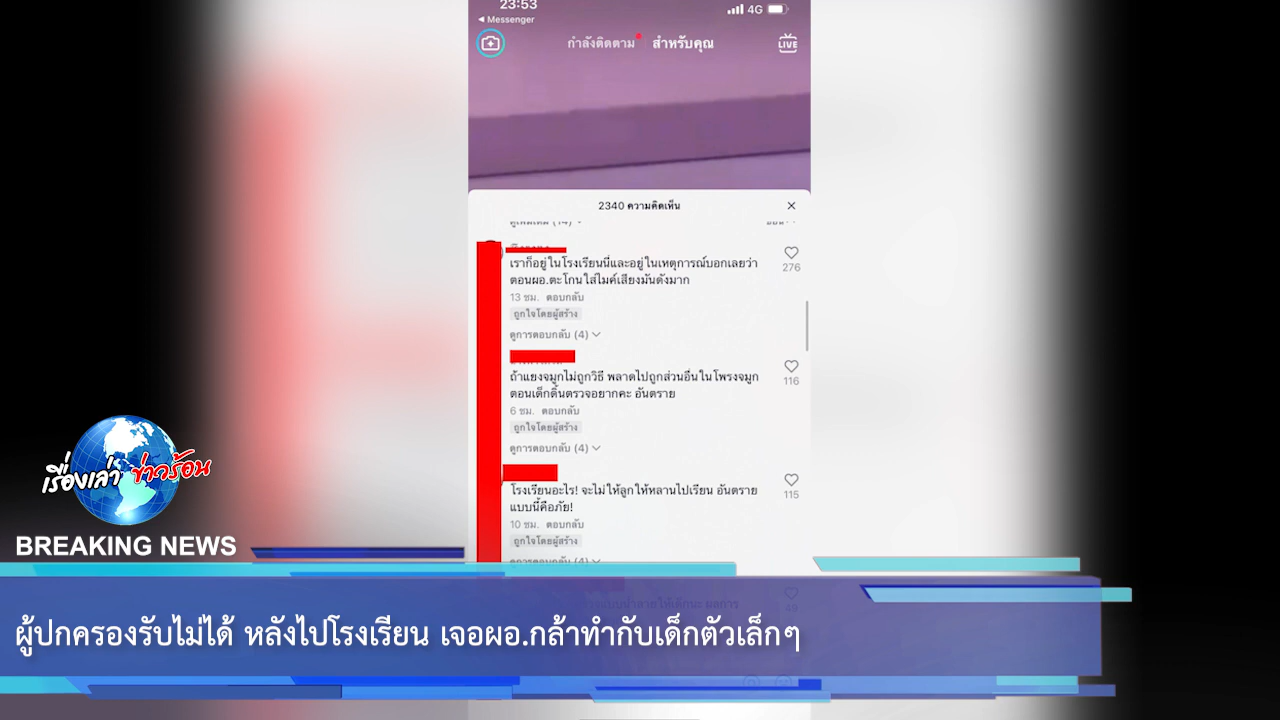 23:53
4G
◀ Messenger
กำลังติดตาม สำหรับคุณ
LIVE
2340 ความคิดเห็น
เราก็อยู่ในโรงเรียนนี่และอยู่ในเหตุการณ์บอกเลยว่า
ตอนผอ.ตะโกนใส่ไมค์เสียงมันดังมาก
276
13 ชม. ตอบกลับ
ถูกใจโดยผู้สร้าง
ดูการตอบกลับ (4)
ถ้าแยงจมูกไม่ถูกวิธี พลาดไปถูกส่วนอื่นในโพรงจมูก
ตอนเด็กดิ้นตรวจอยากคะ อันตราย
116
6 ชม. ตอบกลับ
ถูกใจโดยผู้สร้าง
ดูการตอบกลับ (4)
โรงเรียนอะไร! จะไม่ให้ลูกให้หลานไปเรียน อันตราย
แบบนี้คือภัย!
115
10 ชม. ตอบกลับ
ถูกใจโดยผู้สร้าง
ดูการตอบกลับ (4)
49
เรื่องเล่า ข่าวร้อน
BREAKING NEWS
ผู้ปกครองรับไม่ได้ หลังไปโรงเรียน เจอผอ.กล้าทำกับเด็กตัวเล็กๆ